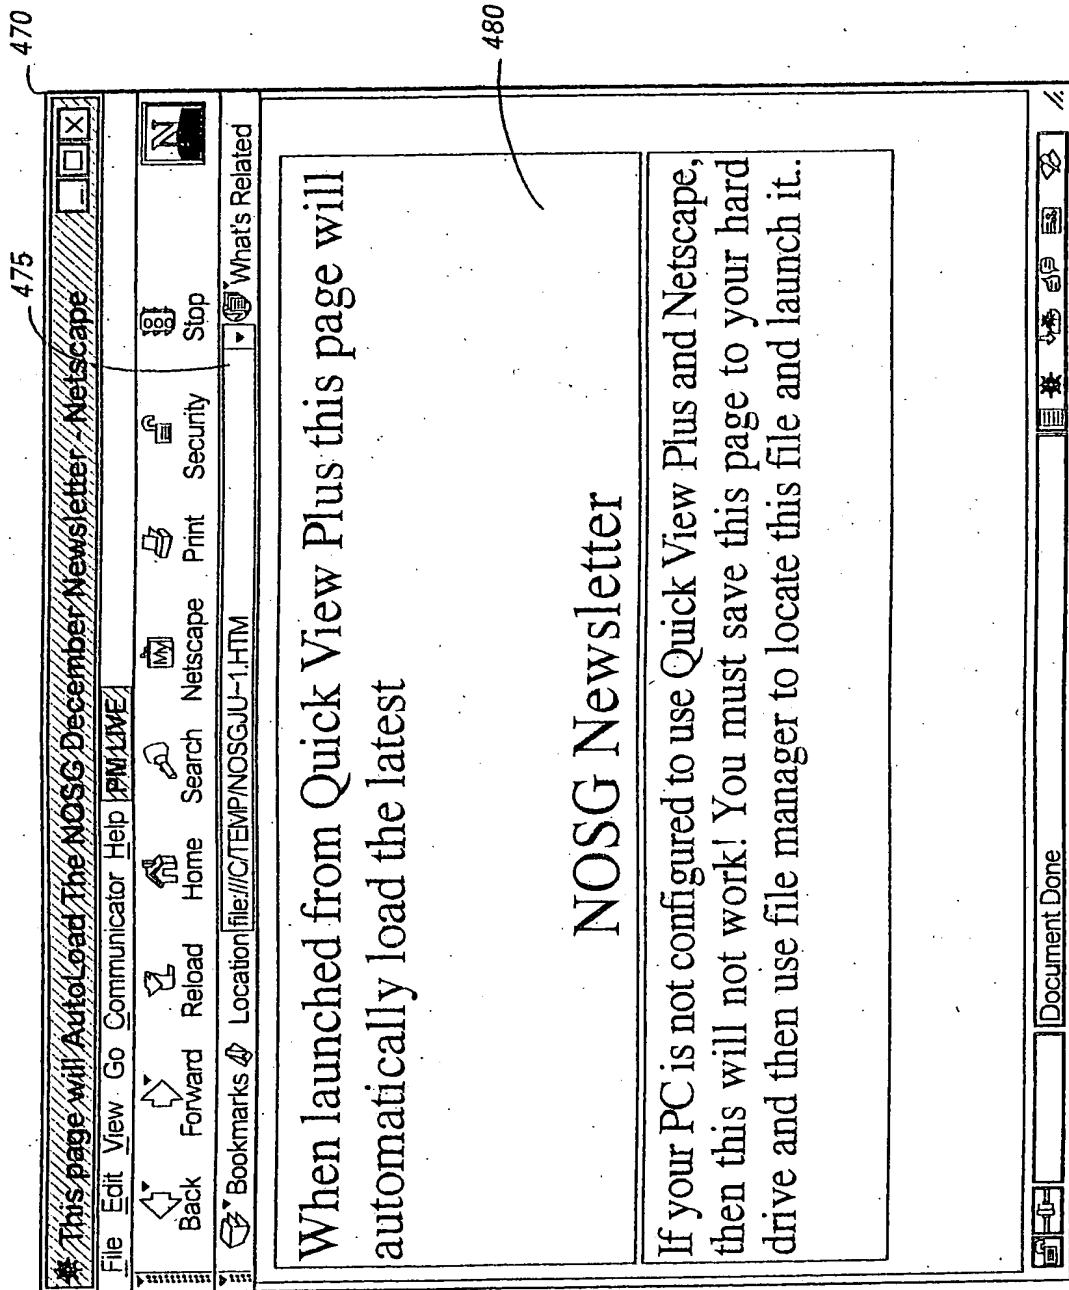 470
475
This page will AutoLoad The NOSG December Newsletter - Netscape
File Edit View Go Communicator Help PM LIVE
N
My
Back Forward Reload Home Search Netscape Print Security Stop
Bookmarks Location file:///C/TEMP/NOSGJU~1.HTM What's Related
480
When launched from Quick View Plus this page will
automatically load the latest
NOSG Newsletter
If your PC is not configured to use Quick View Plus and Netscape,
then this will not work! You must save this page to your hard
drive and then use file manager to locate this file and launch it..
Document Done